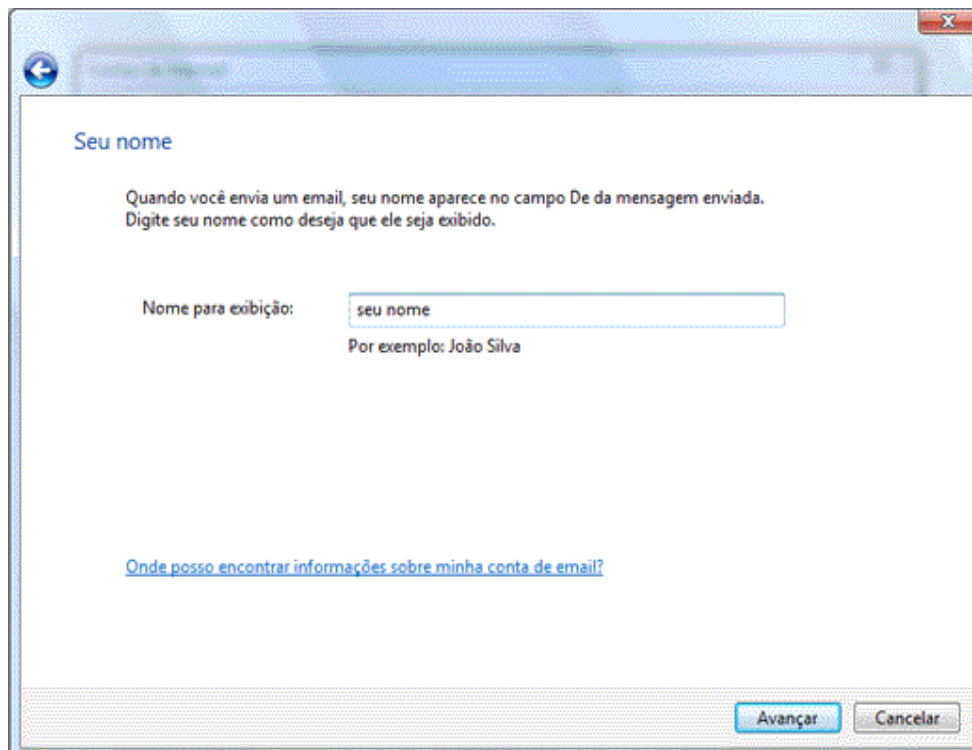 Seu nome
Quando você envia um email, seu nome aparece no campo De da mensagem enviada.
Digite seu nome como deseja que ele seja exibido.
Nome para exibição: seu nome
Por exemplo: João Silva
Onde posso encontrar informações sobre minha conta de email?
Avançar Cancelar